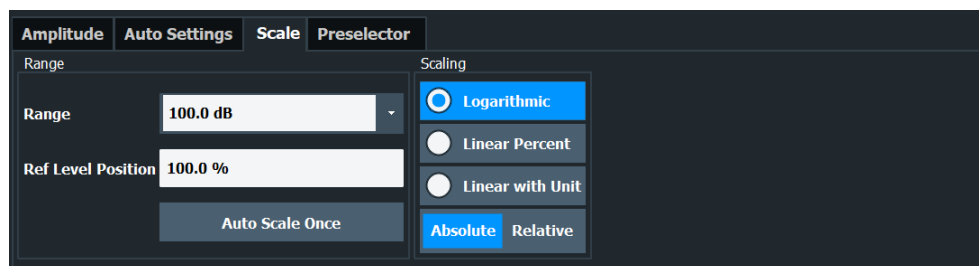 Amplitude Auto Settings Scale Preselector
Range
Range 100.0 dB
Ref Level Position 100.0 %
Auto Scale Once
Scaling
Logarithmic
Linear Percent
Linear with Unit
Absolute Relative